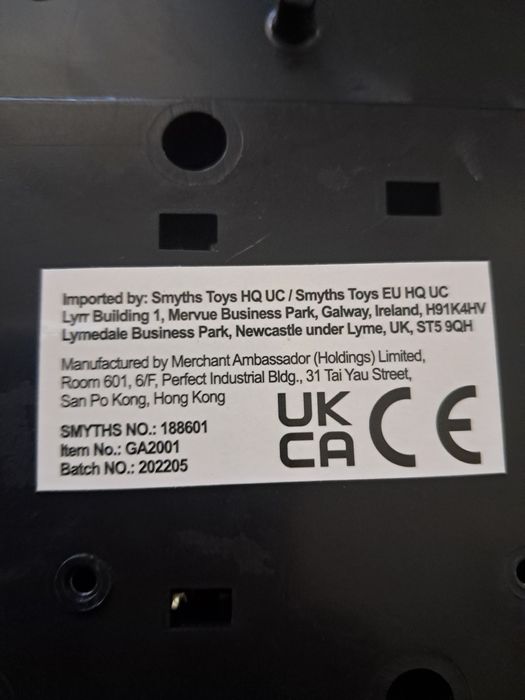 Imported by: Smyths Toys HQ UC / Smyths Toys EU HQ UC
Lyrr Building 1, Mervue Business Park, Galway, Ireland, H91K4HV
Lymedale Business Park, Newcastle under Lyme, UK, ST5 9QH
Manufactured by Merchant Ambassador (Holdings) Limited,
Room 601, 6/F, Perfect Industrial Bldg., 31 Tai Yau Street,
San Po Kong, Hong Kong
SMYTHS NO.: 188601
Item No.: GA2001
Batch NO.: 202205
UK
CA
CE